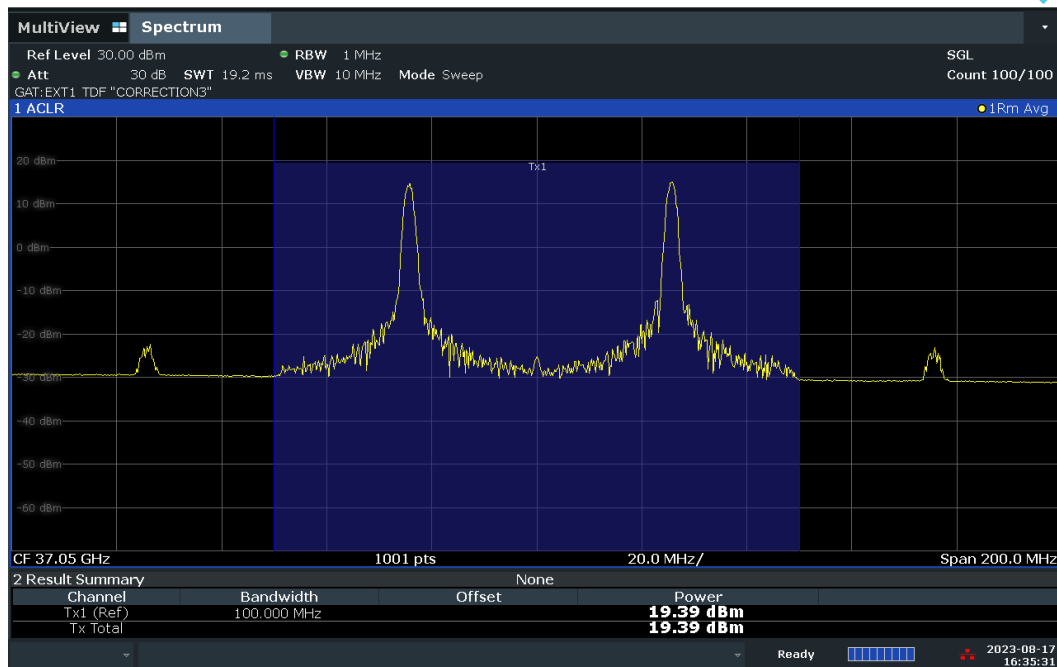 MultiView Spectrum
Ref Level 30.00 dBm RBW 1 MHz SGL
Att 30 dB SWT 19.2 ms VBW 10 MHz Mode Sweep Count 100/100
GAT:EXT1 TDF "CORRECTION3"
1 ACLR 1Rm Avg
20 dBm
Tx1
10 dBm
0 dBm
-10 dBm
-20 dBm
-30 dBm
-40 dBm
-50 dBm
-60 dBm
CF 37.05 GHz 1001 pts 20.0 MHz/ Span 200.0 MHz
2 Result Summary None
Channel Bandwidth Offset Power
Tx1 (Ref) 100.000 MHz 19.39 dBm
Tx Total 19.39 dBm
Ready 2023-08-17
16:35:31